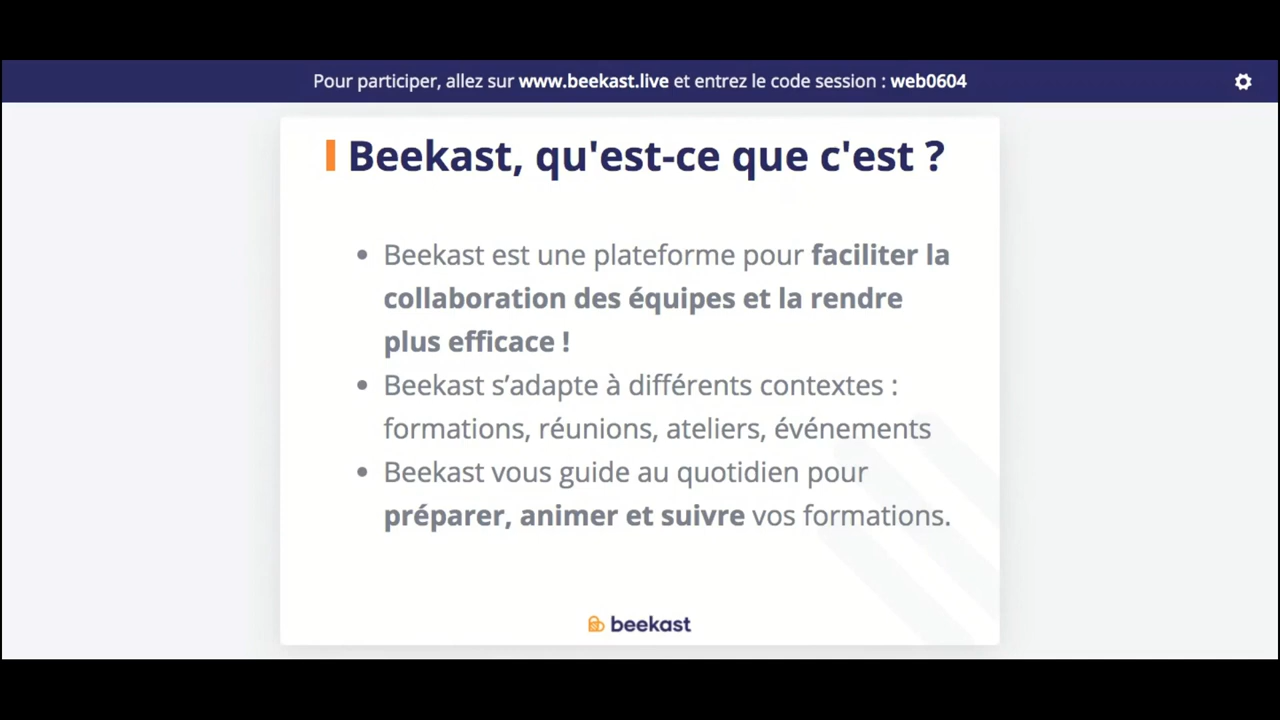 Pour participer, allez sur www.beekast.live et entrez le code session : web0604
Beekast, qu'est-ce que c'est ?
• Beekast est une plateforme pour faciliter la
collaboration des équipes et la rendre
plus efficace !
• Beekast s’adapte à différents contextes :
formations, réunions, ateliers, événements
• Beekast vous guide au quotidien pour
préparer, animer et suivre vos formations.
beekast